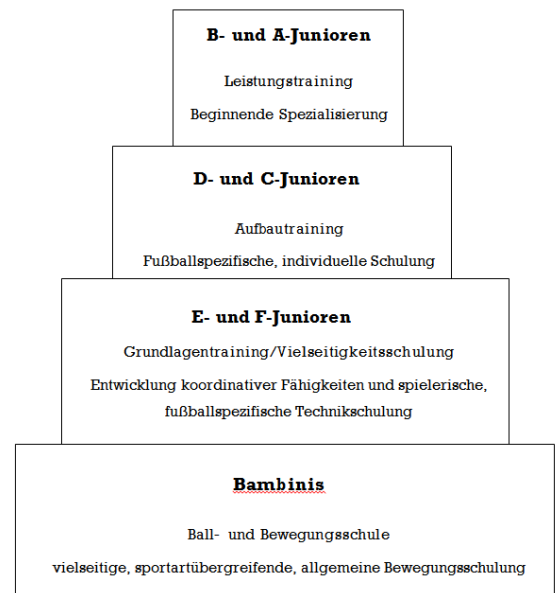 B- und A-Junioren
Leistungstraining
Beginnende Spezialisierung
D- und C-Junioren
Aufbautraining
Fußballspezifische, individuelle Schulung
E- und F-Junioren
Grundlagentraining/Vielseitigkeitsschulung
Entwicklung koordinativer Fähigkeiten und spielerische,
fußballspezifische Technikschulung
Bambinis
Ball- und Bewegungsschule
vielseitige, sportartübergreifende, allgemeine Bewegungsschulung